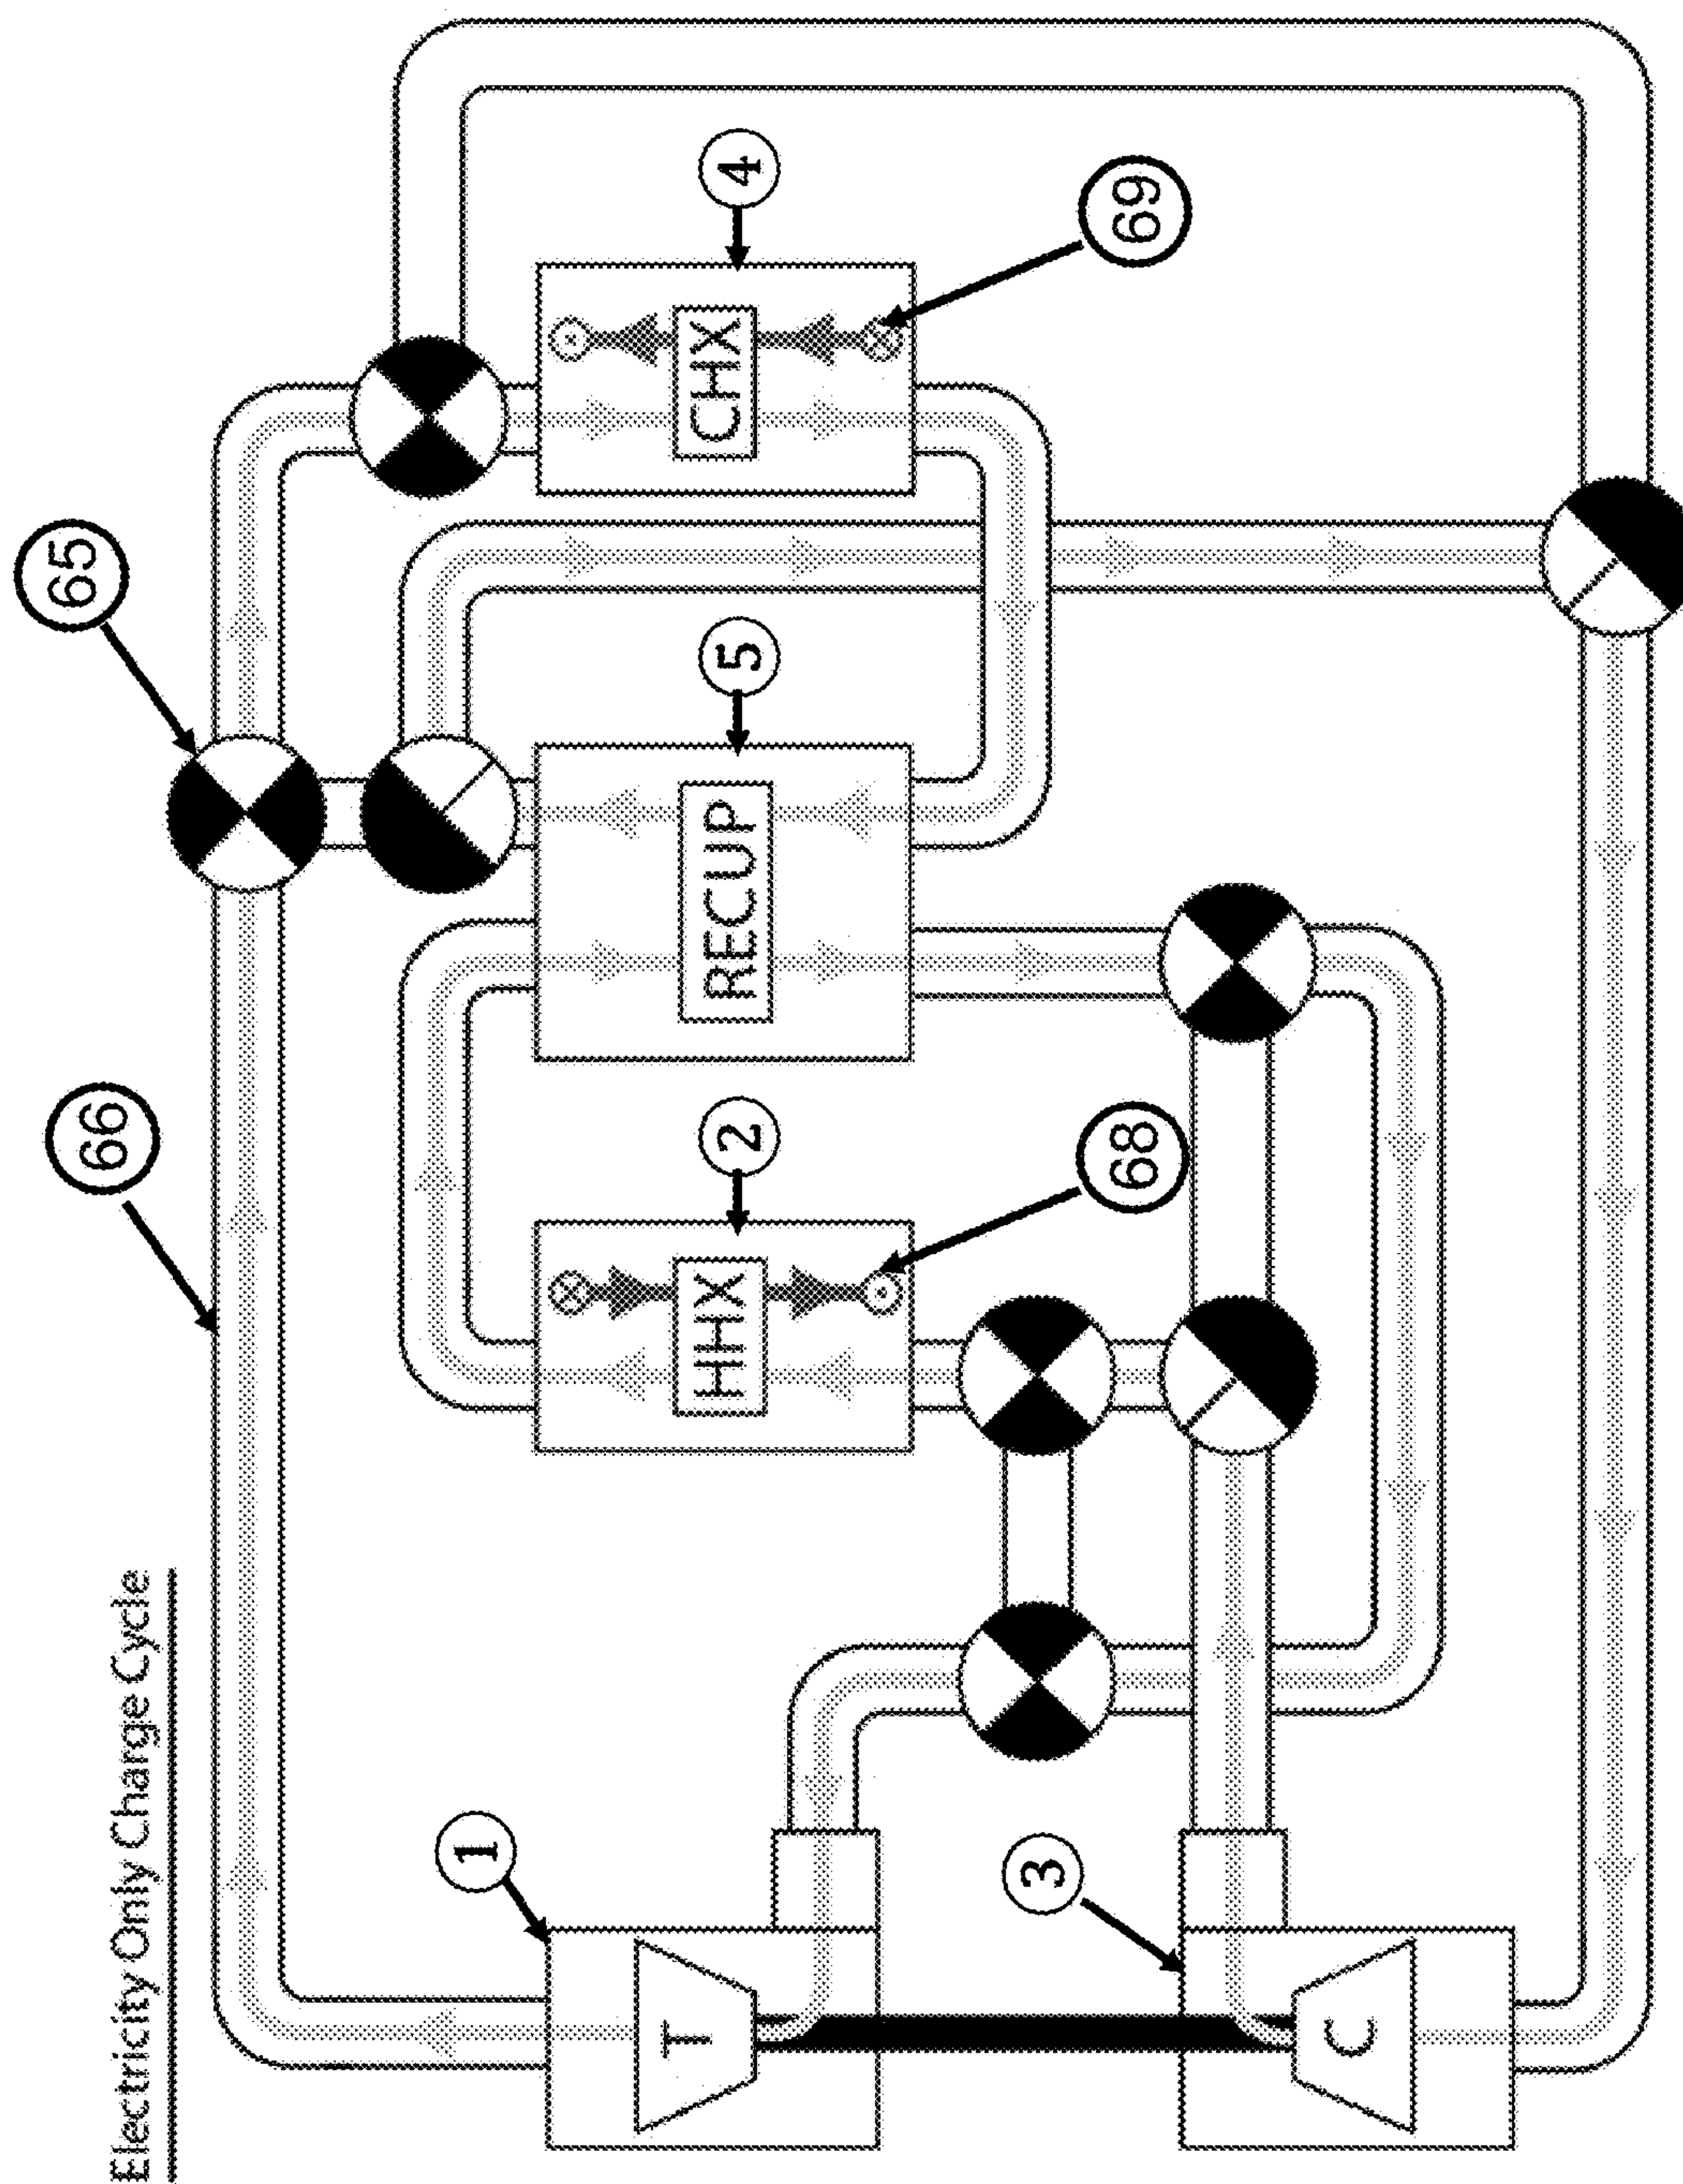 Electricity Only Charge Cycle
66
65
1
2
5
4
T
HHX
RECUP
CHX
3
68
69
C